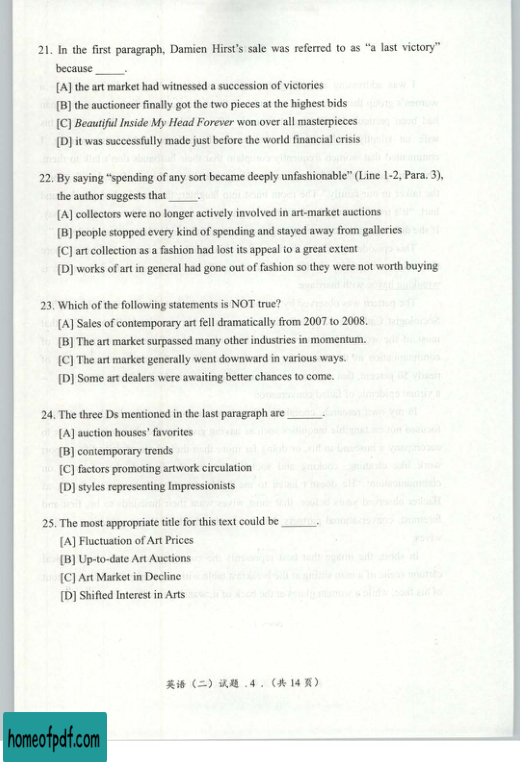 21. In the first paragraph, Damien Hirst's sale was referred to as “a last victory”
because _____.
[A] the art market had witnessed a succession of victories
[B] the auctioneer finally got the two pieces at the highest bids
[C] Beautiful Inside My Head Forever won over all masterpieces
[D] it was successfully made just before the world financial crisis
22. By saying “spending of any sort became deeply unfashionable” (Line 1-2, Para. 3),
the author suggests that _____.
[A] collectors were no longer actively involved in art-market auctions
[B] people stopped every kind of spending and stayed away from galleries
[C] art collection as a fashion had lost its appeal to a great extent
[D] works of art in general had gone out of fashion so they were not worth buying
23. Which of the following statements is NOT true?
[A] Sales of contemporary art fell dramatically from 2007 to 2008.
[B] The art market surpassed many other industries in momentum.
[C] The art market generally went downward in various ways.
[D] Some art dealers were awaiting better chances to come.
24. The three Ds mentioned in the last paragraph are ______.
[A] auction houses' favorites
[B] contemporary trends
[C] factors promoting artwork circulation
[D] styles representing Impressionists
25. The most appropriate title for this text could be ______.
[A] Fluctuation of Art Prices
[B] Up-to-date Art Auctions
[C] Art Market in Decline
[D] Shifted Interest in Arts
英语（二）试题 .4 .（共 14 页）
homeofpdf.com